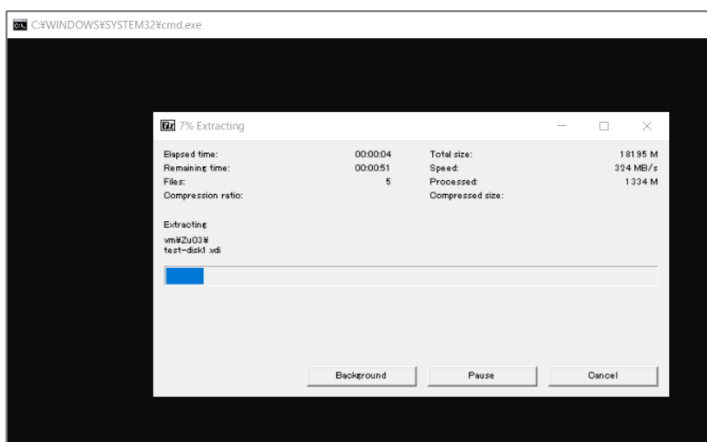 C:¥WINDOWS¥SYSTEM32¥cmd.exe
7% Extracting
Elapsed time: 00:00:04 Total size: 18195 M
Remaining time: 00:00:51 Speed: 324 MB/s
Files: 5 Processed: 1334 M
Compression ratio: Compressed size:
Extracting
vm¥Zu03¥
test-disk1.vdi
Background Pause Cancel